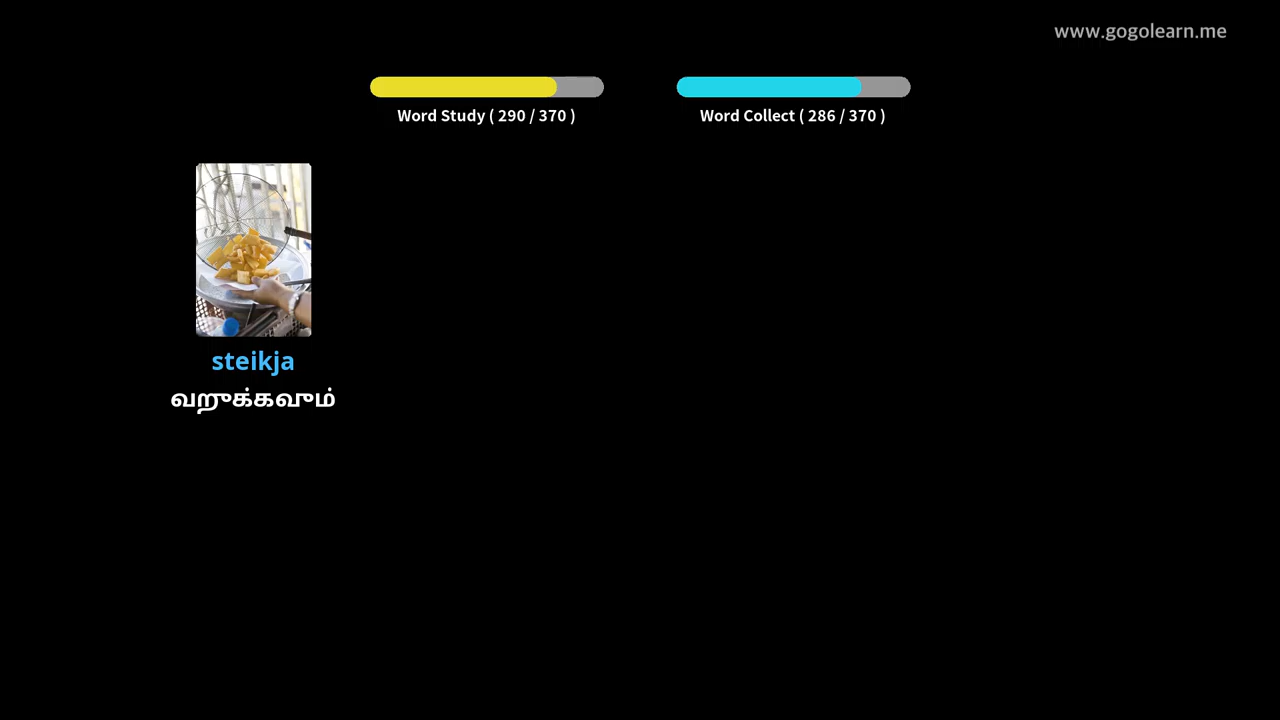 www.gogolearn.me
Word Study ( 290 / 370 )
Word Collect ( 286 / 370 )
steikja
வறுக்கவும்